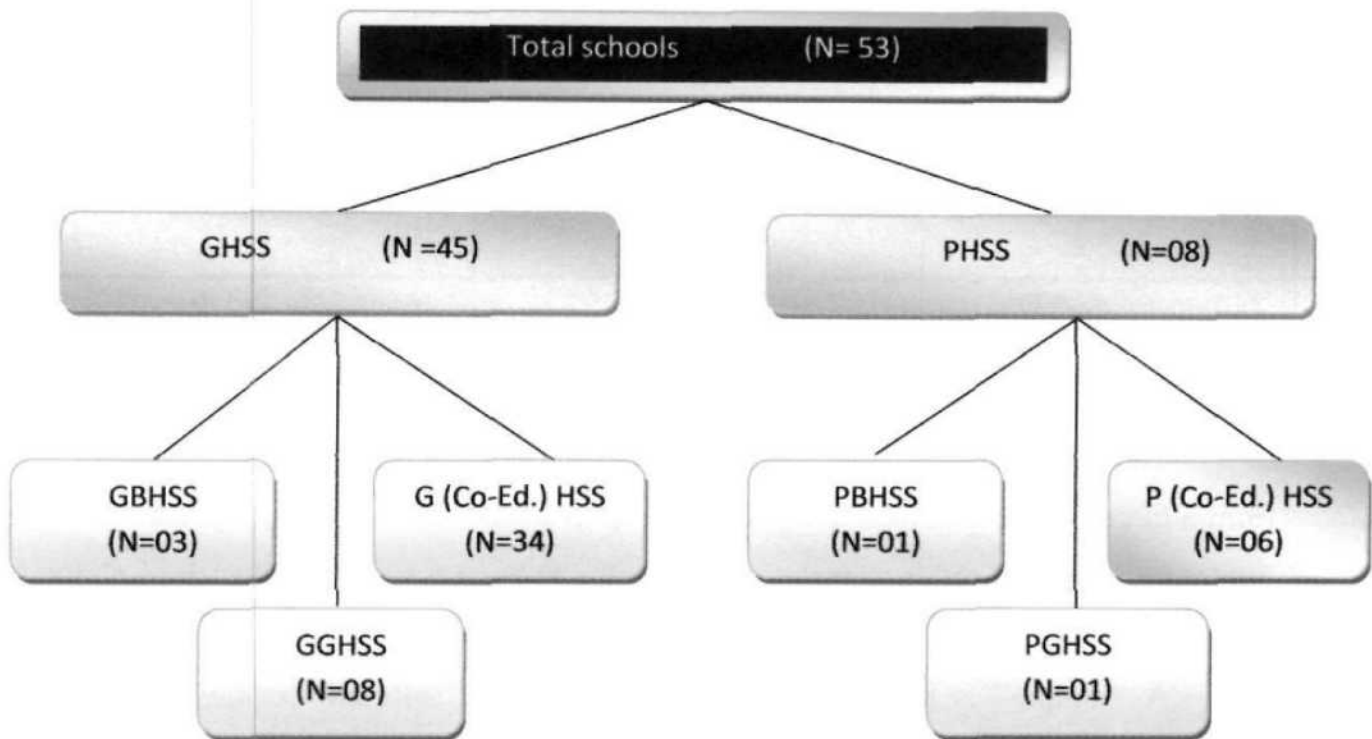 Total schools (N= 53)
GHSS (N =45)
PHSS (N=08)
GBHSS
(N=03)
G (Co-Ed.) HSS
(N=34)
PBHSS
(N=01)
P (Co-Ed.) HSS
(N=06)
GGHSS
(N=08)
PGHSS
(N=01)